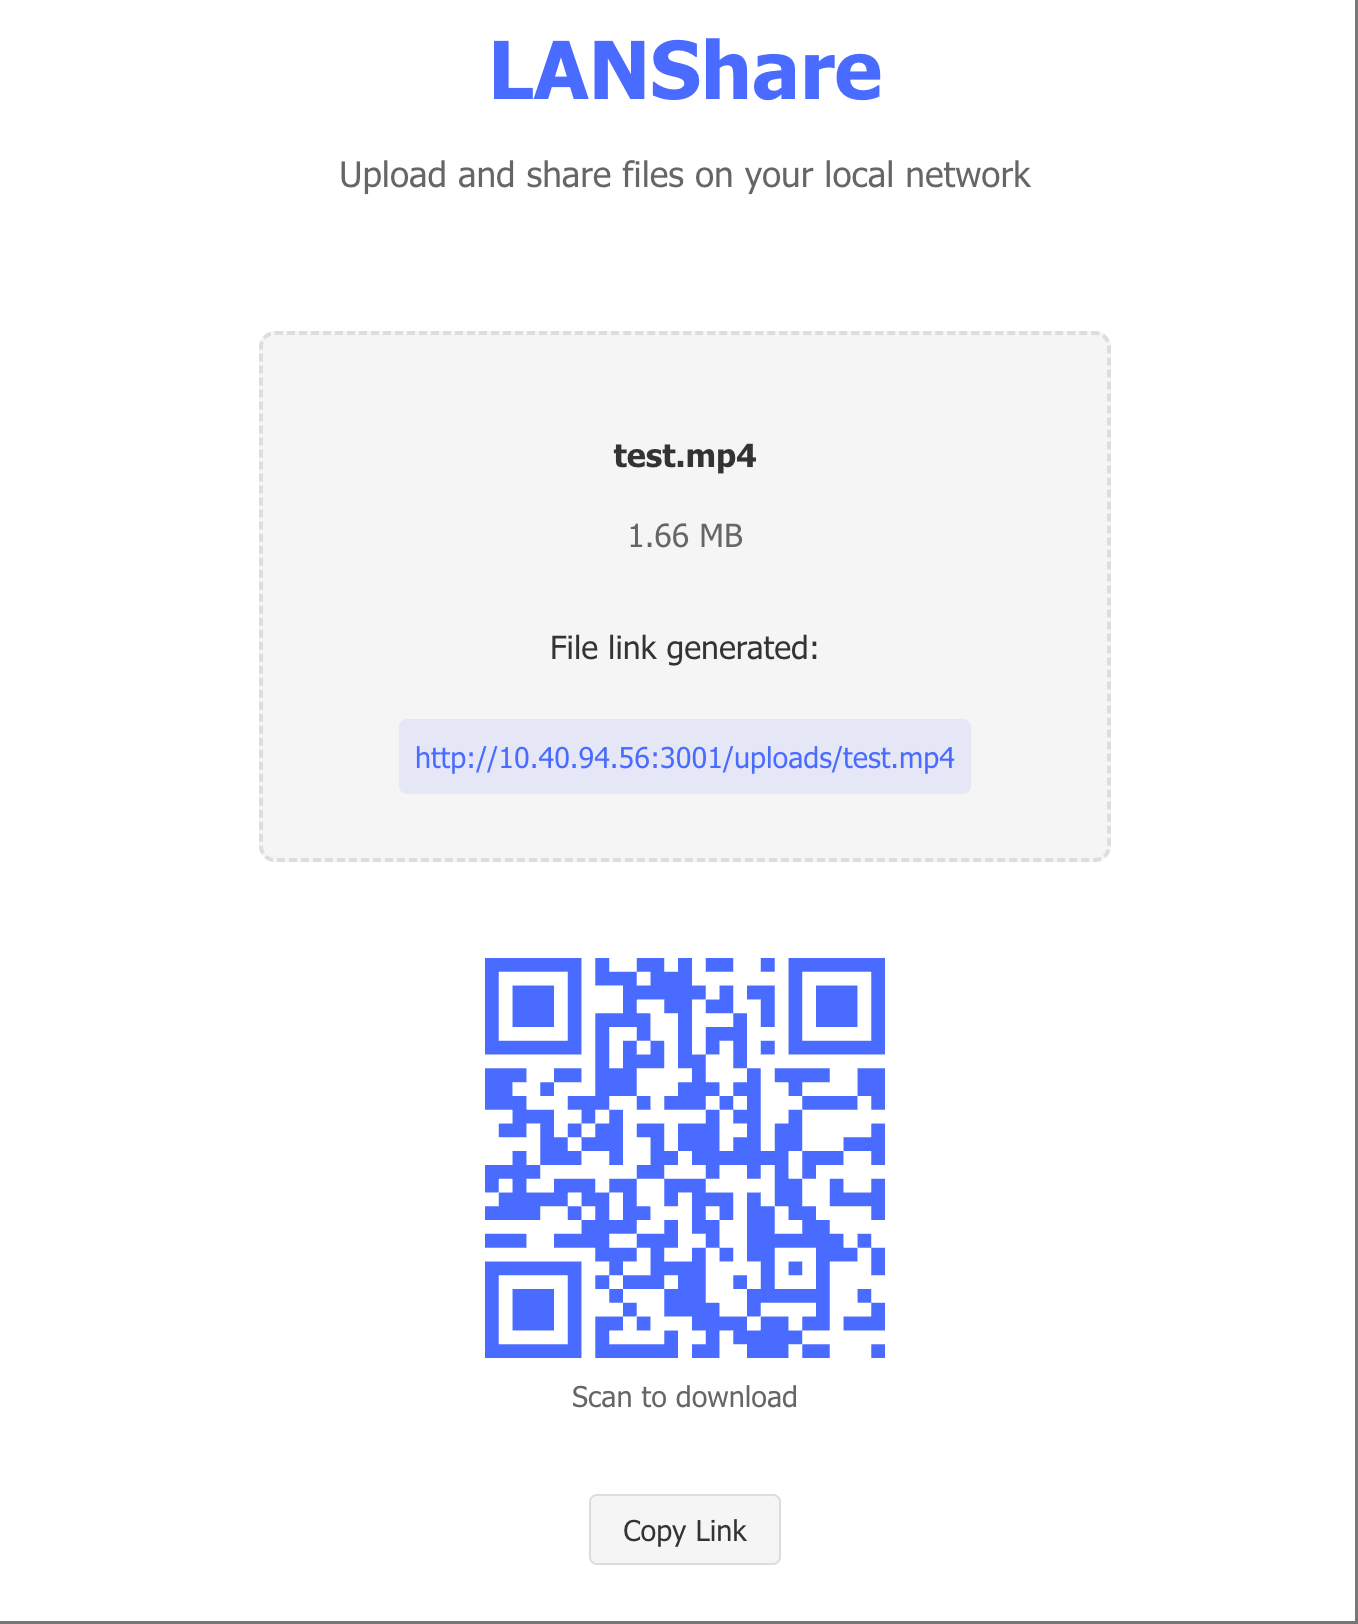 LANShare
Upload and share files on your local network
test.mp4
1.66 MB
File link generated:
http://10.40.94.56:3001/uploads/test.mp4
Scan to download
Copy Link